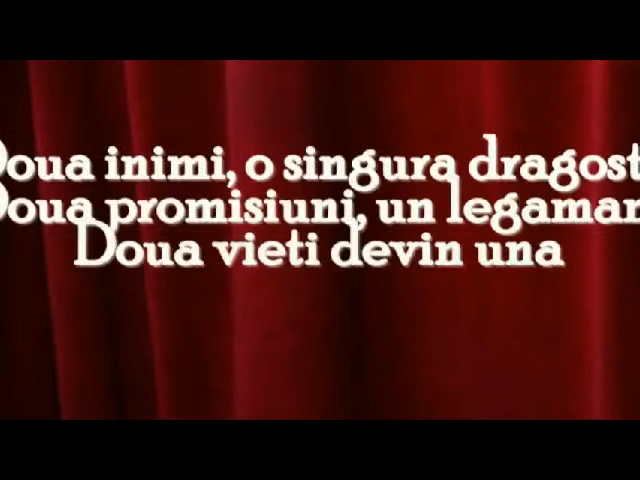 Doua inimi, o singura dragost
Doua promisiuni, un legaman
Doua vieti devin una